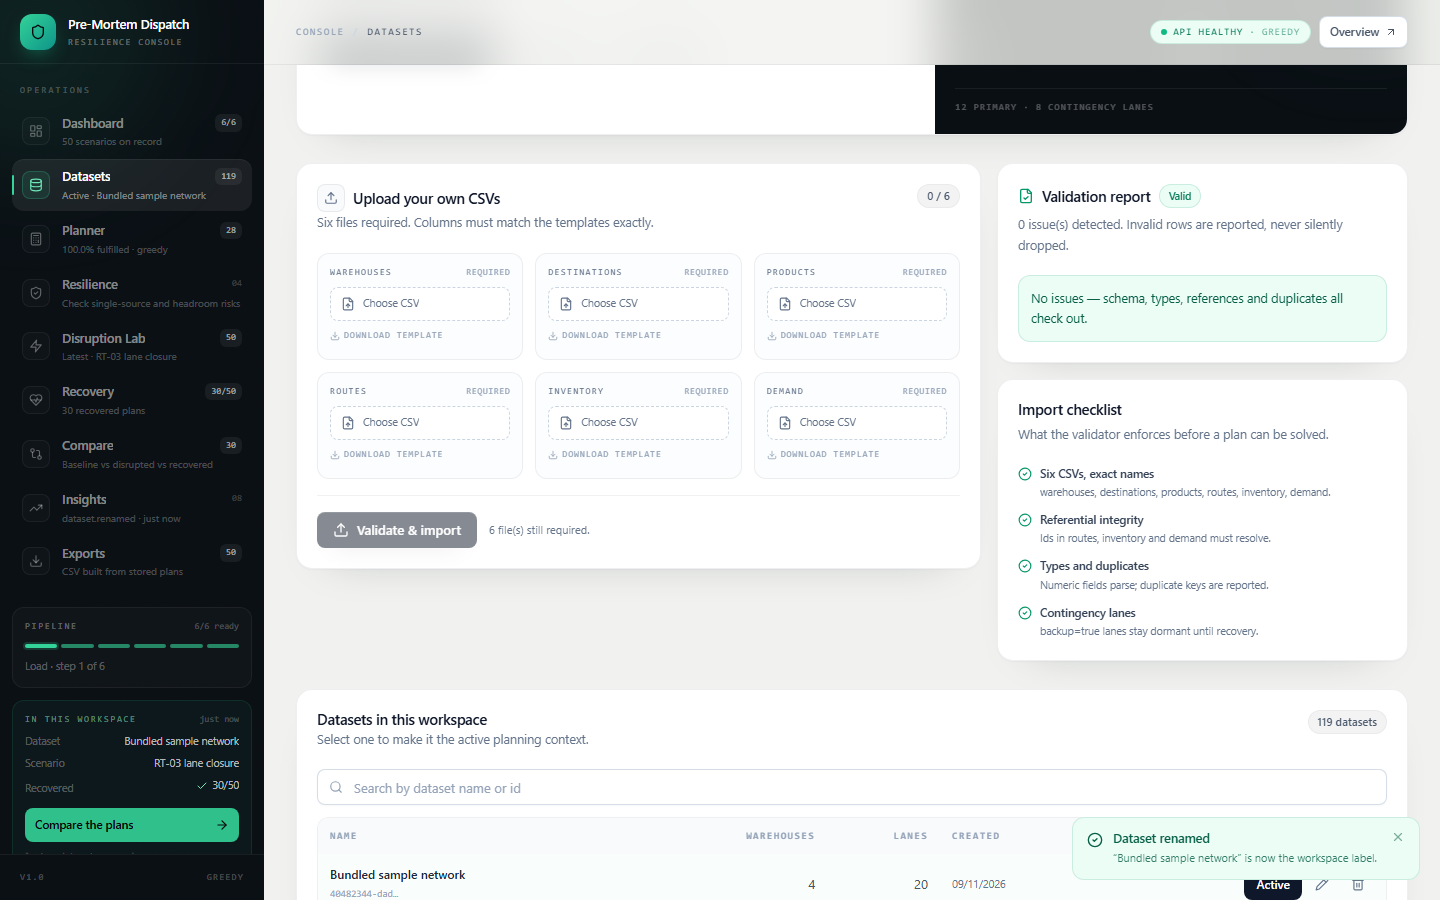 Pre-Mortem Dispatch
RESILIENCE CONSOLE
OPERATIONS
Dashboard 6/6
50 scenarios on record
Datasets 119
Active · Bundled sample network
Planner 28
100.0% fulfilled · greedy
Resilience 04
Check single-source and headroom risks
Disruption Lab 50
Latest · RT-03 lane closure
Recovery 30/50
30 recovered plans
Compare 30
Baseline vs disrupted vs recovered
Insights 08
dataset.renamed · just now
Exports 50
CSV built from stored plans
PIPELINE 6/6 ready
Load · step 1 of 6
IN THIS WORKSPACE just now
Dataset Bundled sample network
Scenario RT-03 lane closure
Recovered 30/50
Compare the plans
V1.0 GREEDY
CONSOLE / DATASETS
API HEALTHY · GREEDY
Overview
12 PRIMARY · 8 CONTINGENCY LANES
Upload your own CSVs 0 / 6
Six files required. Columns must match the templates exactly.
WAREHOUSES REQUIRED
Choose CSV
DOWNLOAD TEMPLATE
DESTINATIONS REQUIRED
Choose CSV
DOWNLOAD TEMPLATE
PRODUCTS REQUIRED
Choose CSV
DOWNLOAD TEMPLATE
ROUTES REQUIRED
Choose CSV
DOWNLOAD TEMPLATE
INVENTORY REQUIRED
Choose CSV
DOWNLOAD TEMPLATE
DEMAND REQUIRED
Choose CSV
DOWNLOAD TEMPLATE
Validate & import 6 file(s) still required.
Validation report Valid
0 issue(s) detected. Invalid rows are reported, never silently
dropped.
No issues — schema, types, references and duplicates all
check out.
Import checklist
What the validator enforces before a plan can be solved.
Six CSVs, exact names
warehouses, destinations, products, routes, inventory, demand.
Referential integrity
Ids in routes, inventory and demand must resolve.
Types and duplicates
Numeric fields parse; duplicate keys are reported.
Contingency lanes
backup=true lanes stay dormant until recovery.
Datasets in this workspace 119 datasets
Select one to make it the active planning context.
Search by dataset name or id
NAME WAREHOUSES LANES CREATED
Bundled sample network 4 20 09/11/2026 Active
40482344-dad…
Dataset renamed
“Bundled sample network” is now the workspace label.